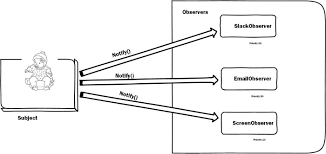 Observers
SlackObserver
Notify()
EmailObserver
Notify()
Notify()
ScreenObserver
Subject